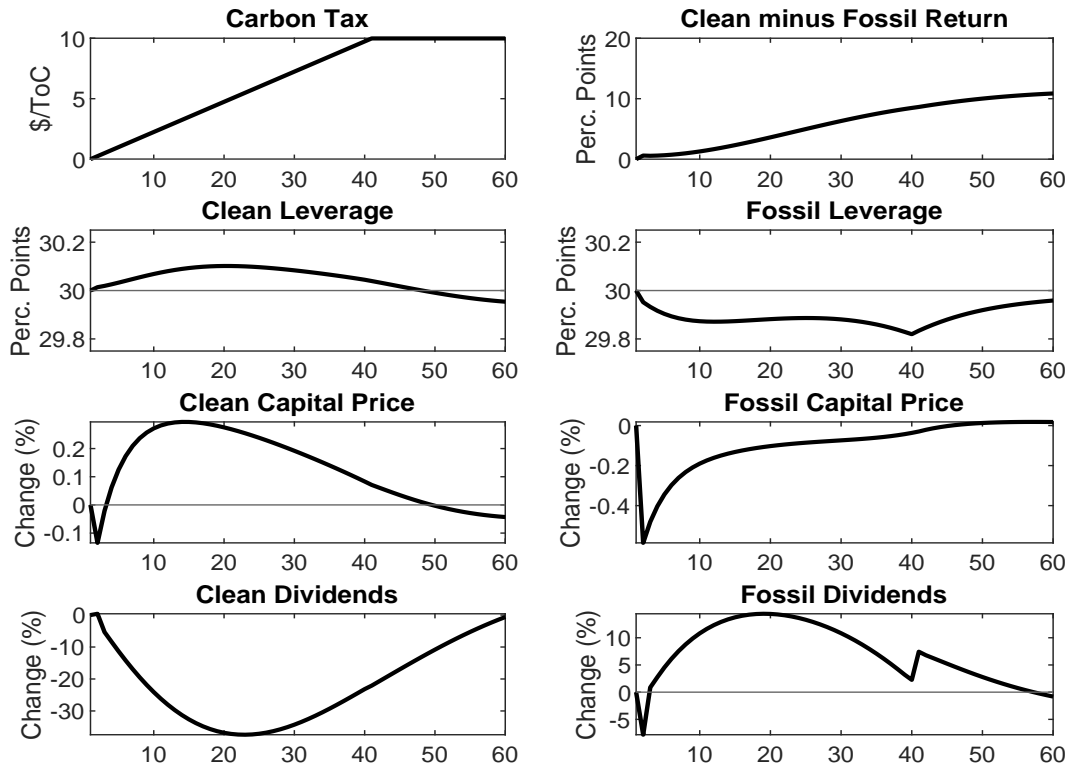 Carbon Tax
$/ToC
10
5
0
10 20 30 40 50 60
Clean minus Fossil Return
Perc. Points
20
10
0
10 20 30 40 50 60
Clean Leverage
Perc. Points
30.2
30
29.8
10 20 30 40 50 60
Fossil Leverage
Perc. Points
30.2
30
29.8
10 20 30 40 50 60
Clean Capital Price
Change (%)
0.2
0.1
0
-0.1
10 20 30 40 50 60
Fossil Capital Price
Change (%)
0
-0.2
-0.4
10 20 30 40 50 60
Clean Dividends
Change (%)
0
-10
-20
-30
10 20 30 40 50 60
Fossil Dividends
Change (%)
10
5
0
-5
10 20 30 40 50 60